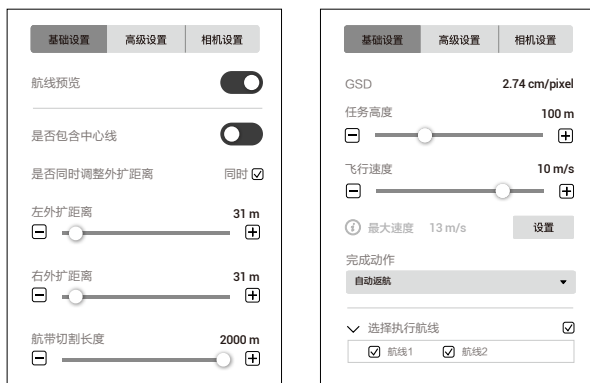 基础设置 高级设置 相机设置
航线预览
是否包含中心线
是否同时调整外扩距离 同时
左外扩距离 31 m
右外扩距离 31 m
航带切割长度 2000 m
基础设置 高级设置 相机设置
GSD 2.74 cm/pixel
任务高度 100 m
飞行速度 10 m/s
最大速度 13 m/s 设置
完成动作
自动返航
选择执行航线
航线1 航线2